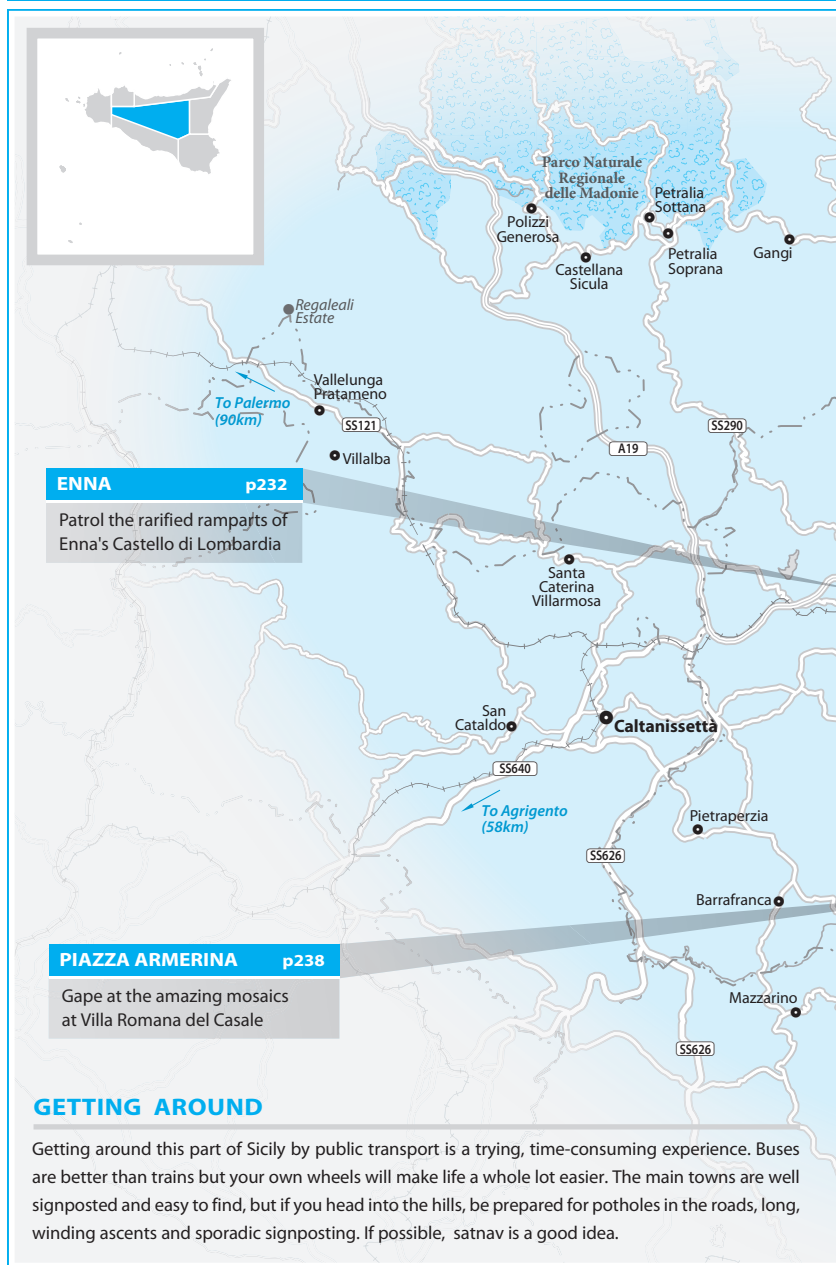 Parco Naturale
Regionale
delle Madonie
Petralia
Sottana
Polizzi
Generosa
Petralia
Soprana
Gangi
Castellana
Sicula
Regaleali
Estate
Vallelunga
Pratameno
To Palermo
(90km)
SS121
SS290
A19
Villalba
ENNA p232
Patrol the rarified ramparts of
Enna's Castello di Lombardia
Santa
Caterina
Villarmosa
San
Cataldo
Caltanissettà
SS640
To Agrigento
(58km)
Pietraperzia
SS626
Barrafranca
PIAZZA ARMERINA p238
Gape at the amazing mosaics
at Villa Romana del Casale
Mazzarino
SS626
GETTING AROUND
Getting around this part of Sicily by public transport is a trying, time-consuming experience. Buses
are better than trains but your own wheels will make life a whole lot easier. The main towns are well
signposted and easy to find, but if you head into the hills, be prepared for potholes in the roads, long,
winding ascents and sporadic signposting. If possible, satnav is a good idea.